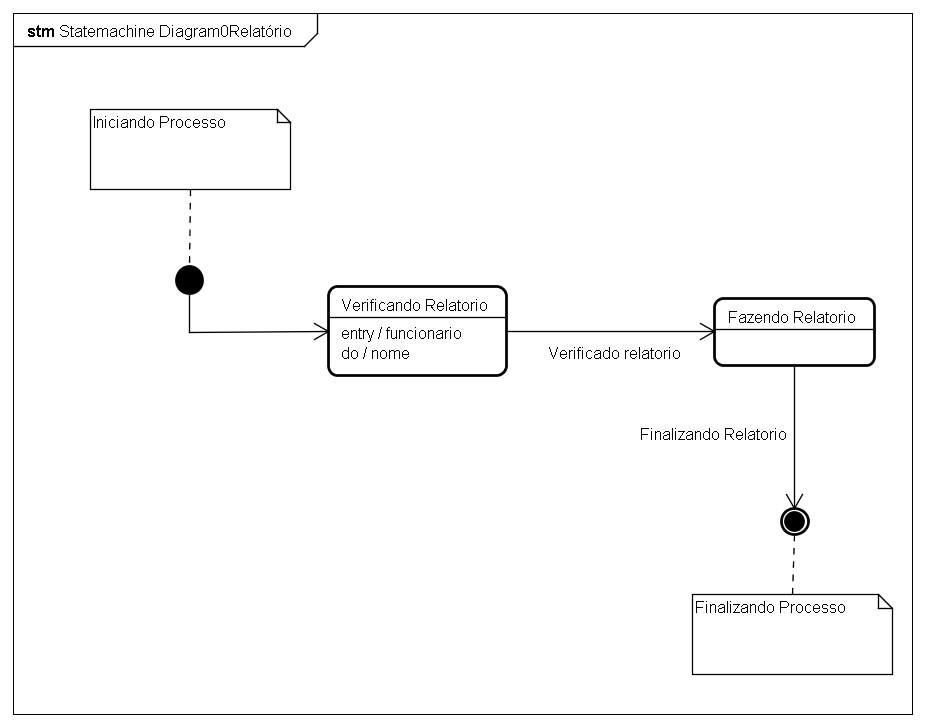 stm Statemachine Diagram0Relatório
Iniciando Processo
Verificando Relatorio
entry / funcionario
do / nome
Verificado relatorio
Fazendo Relatorio
Finalizando Relatorio
Finalizando Processo